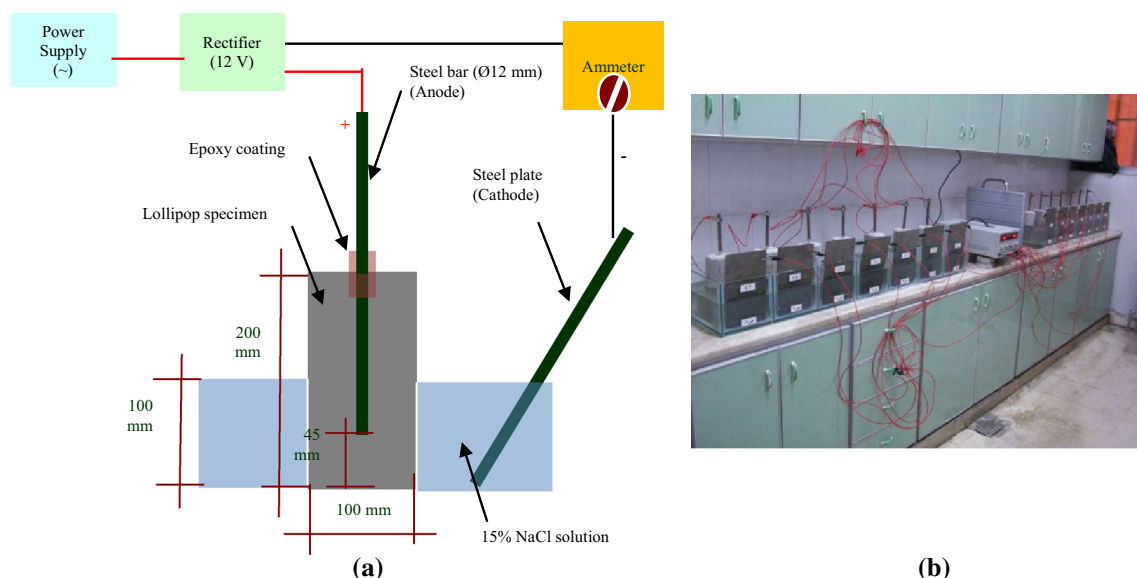 Power
Supply
(~)
Rectifier
(12 V)
Ammeter
Steel bar (Ø12 mm)
(Anode)
+
Epoxy coating
-
Steel plate
(Cathode)
Lollipop specimen
200
mm
100
mm
45
mm
100 mm
15% NaCl solution
(a)
(b)